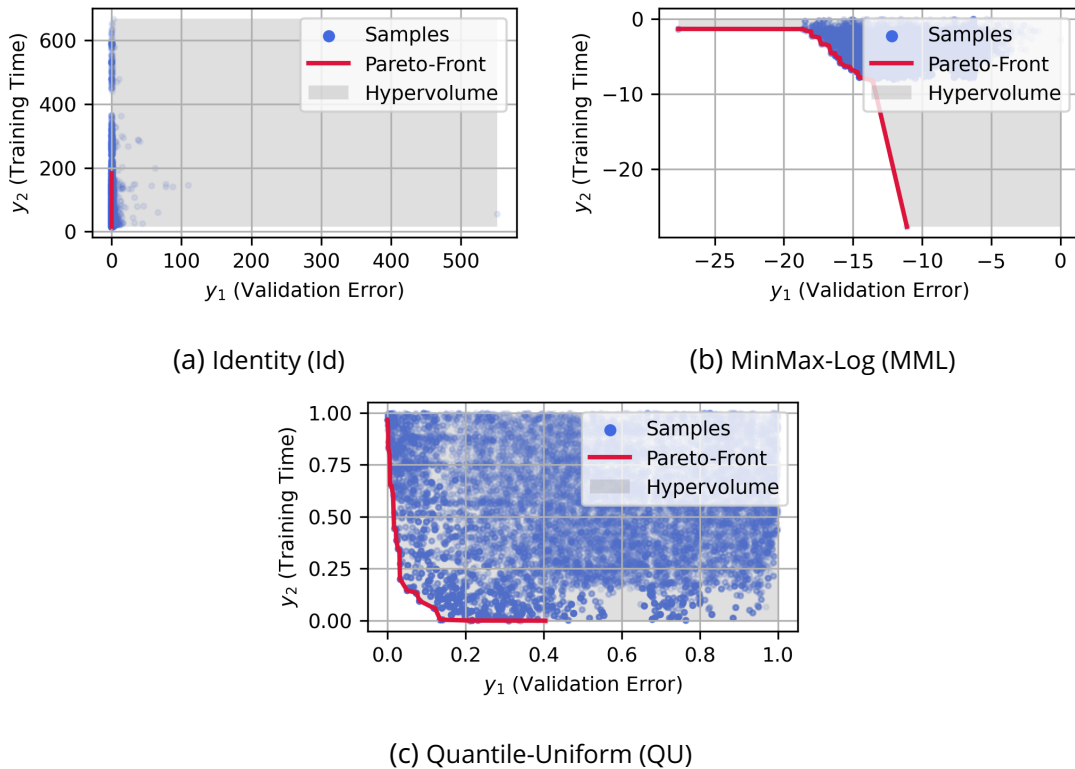 600
400
200
0
y2 (Training Time)
Samples
Pareto-Front
Hypervolume
0 100 200 300 400 500
y1 (Validation Error)
(a) Identity (Id)
0
−10
−20
y2 (Training Time)
Samples
Pareto-Front
Hypervolume
−25 −20 −15 −10 −5 0
y1 (Validation Error)
(b) MinMax-Log (MML)
1.00
0.75
0.50
0.25
0.00
y2 (Training Time)
Samples
Pareto-Front
Hypervolume
0.0 0.2 0.4 0.6 0.8 1.0
y1 (Validation Error)
(c) Quantile-Uniform (QU)